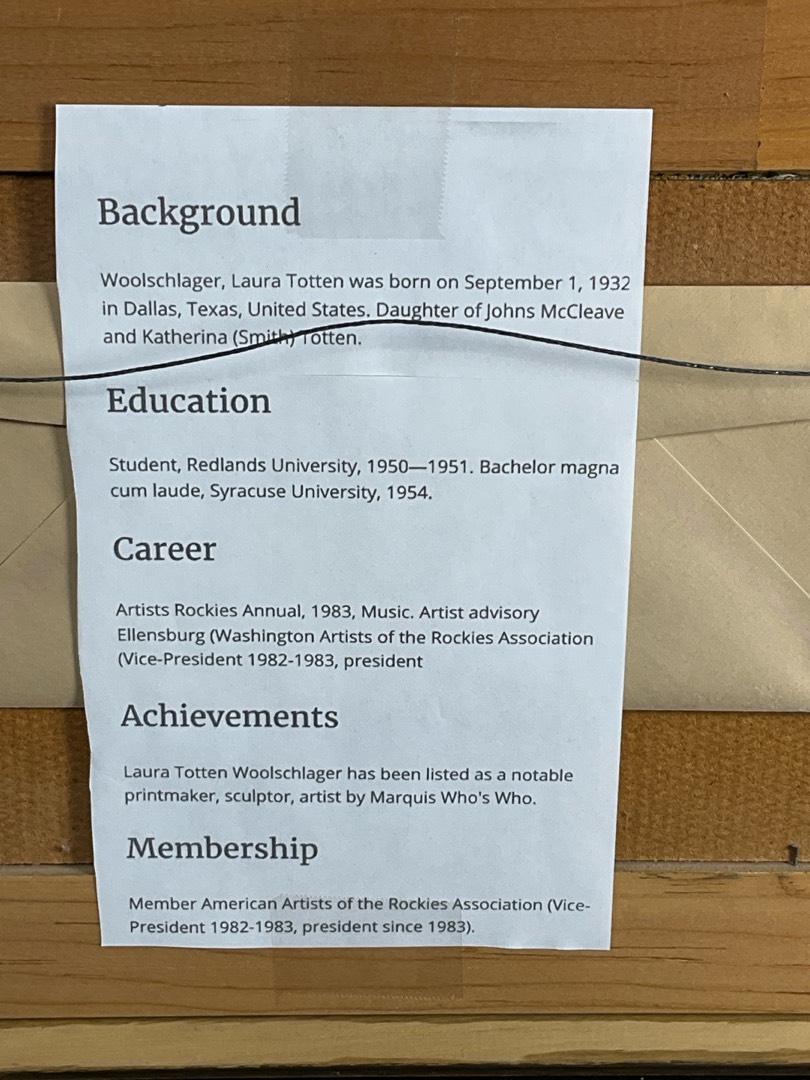 Background
Woolschlager, Laura Totten was born on September 1, 1932
in Dallas, Texas, United States. Daughter of Johns McCleave
and Katherina (Smith) Totten.
Education
Student, Redlands University, 1950—1951. Bachelor magna
cum laude, Syracuse University, 1954.
Career
Artists Rockies Annual, 1983, Music. Artist advisory
Ellensburg (Washington Artists of the Rockies Association
(Vice-President 1982-1983, president
Achievements
Laura Totten Woolschlager has been listed as a notable
printmaker, sculptor, artist by Marquis Who's Who.
Membership
Member American Artists of the Rockies Association (Vice-
President 1982-1983, president since 1983).